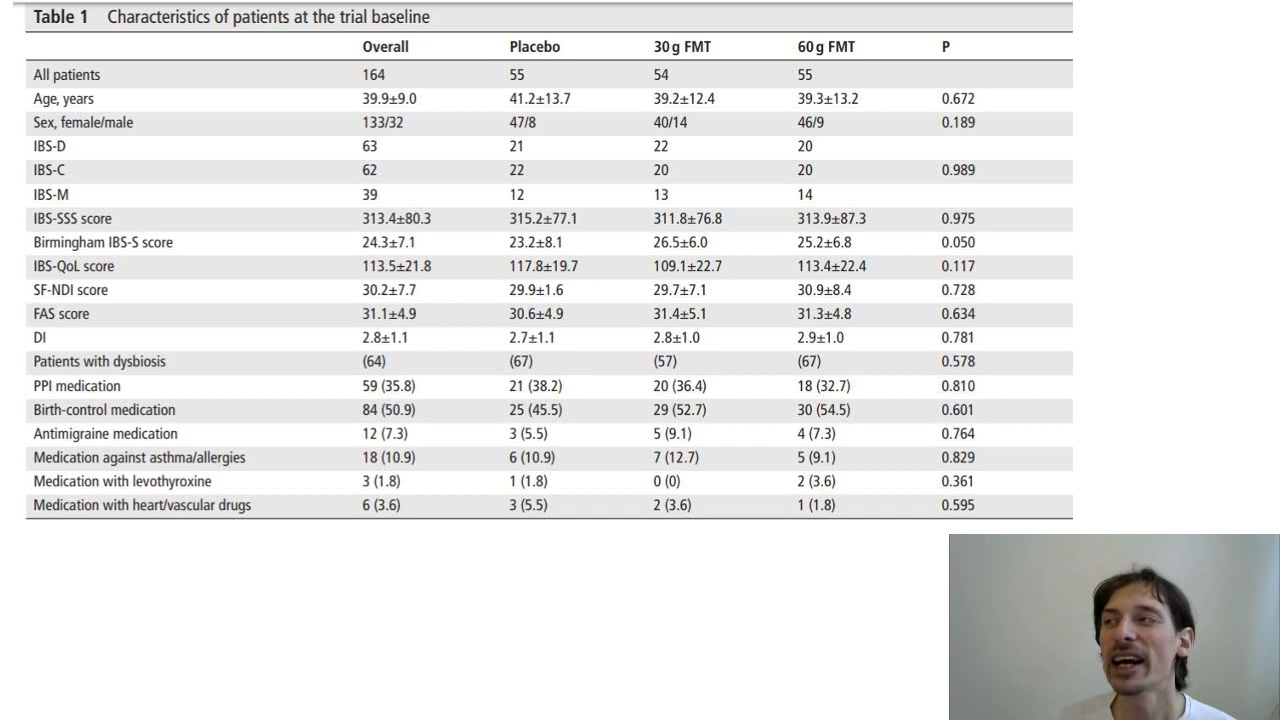 Table 1 Characteristics of patients at the trial baseline
Overall Placebo 30 g FMT 60 g FMT P
All patients 164 55 54 55
Age, years 39.9±9.0 41.2±13.7 39.2±12.4 39.3±13.2 0.672
Sex, female/male 133/32 47/8 40/14 46/9 0.189
IBS-D 63 21 22 20
IBS-C 62 22 20 20 0.989
IBS-M 39 12 13 14
IBS-SSS score 313.4±80.3 315.2±77.1 311.8±76.8 313.9±87.3 0.975
Birmingham IBS-S score 24.3±7.1 23.2±8.1 26.5±6.0 25.2±6.8 0.050
IBS-QoL score 113.5±21.8 117.8±19.7 109.1±22.7 113.4±22.4 0.117
SF-NDI score 30.2±7.7 29.9±1.6 29.7±7.1 30.9±8.4 0.728
FAS score 31.1±4.9 30.6±4.9 31.4±5.1 31.3±4.8 0.634
DI 2.8±1.1 2.7±1.1 2.8±1.0 2.9±1.0 0.781
Patients with dysbiosis (64) (67) (57) (67) 0.578
PPI medication 59 (35.8) 21 (38.2) 20 (36.4) 18 (32.7) 0.810
Birth-control medication 84 (50.9) 25 (45.5) 29 (52.7) 30 (54.5) 0.601
Antimigraine medication 12 (7.3) 3 (5.5) 5 (9.1) 4 (7.3) 0.764
Medication against asthma/allergies 18 (10.9) 6 (10.9) 7 (12.7) 5 (9.1) 0.829
Medication with levothyroxine 3 (1.8) 1 (1.8) 0 (0) 2 (3.6) 0.361
Medication with heart/vascular drugs 6 (3.6) 3 (5.5) 2 (3.6) 1 (1.8) 0.595